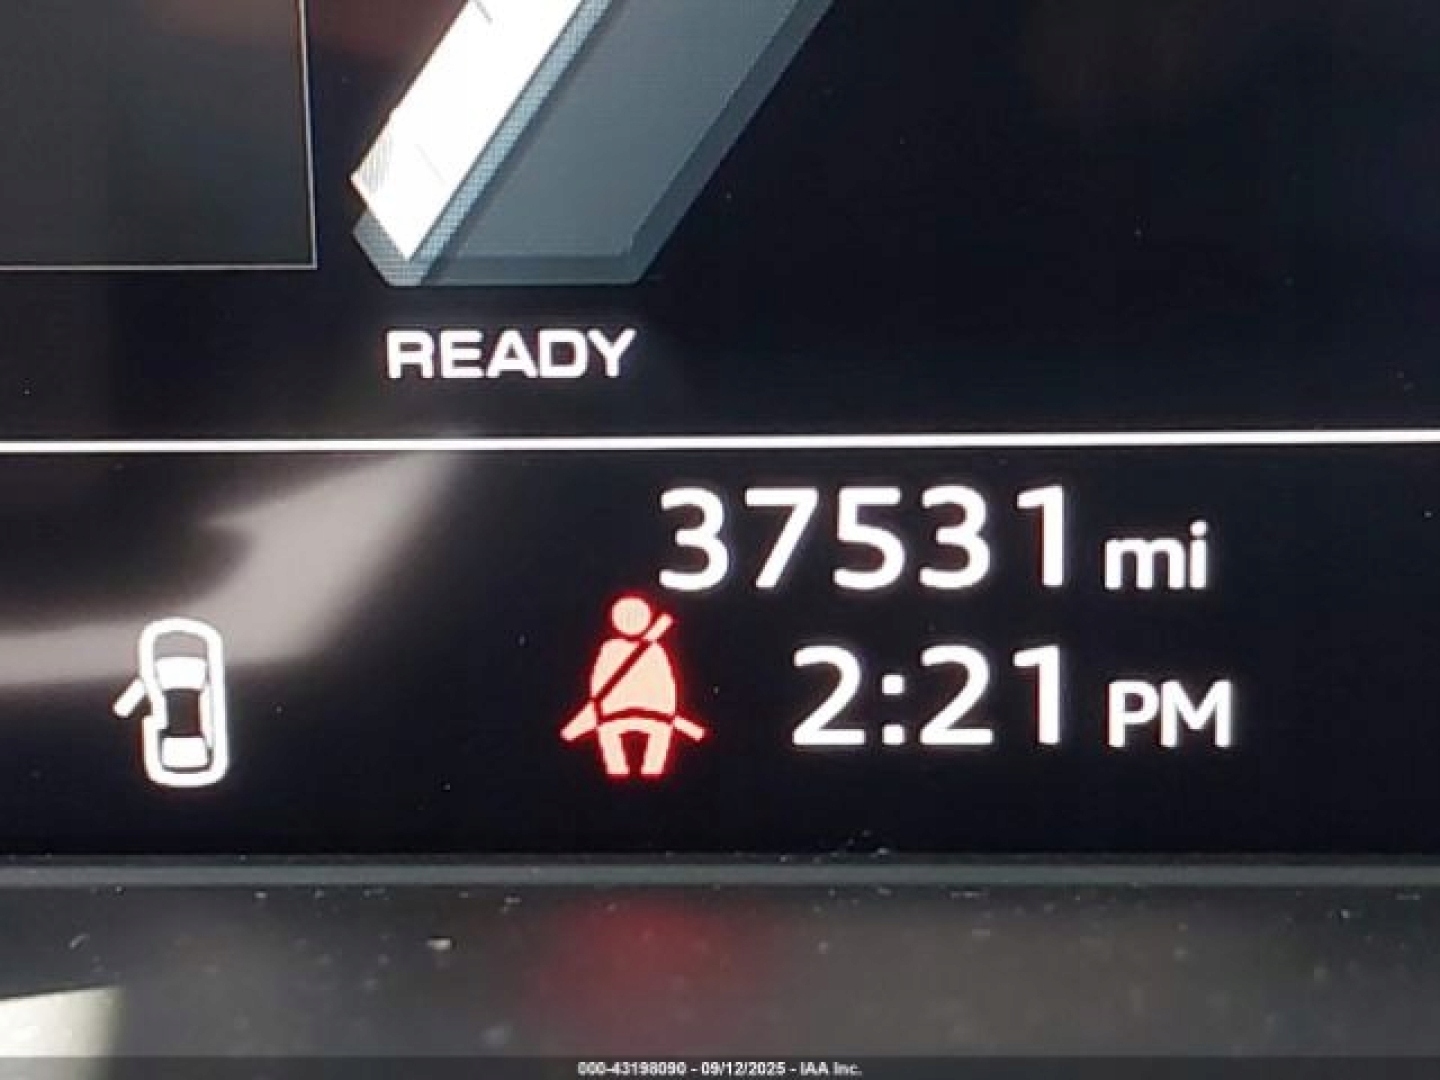 READY
37531 mi
2:21 PM
000-43198090 - 09/12/2025 - IAA Inc.